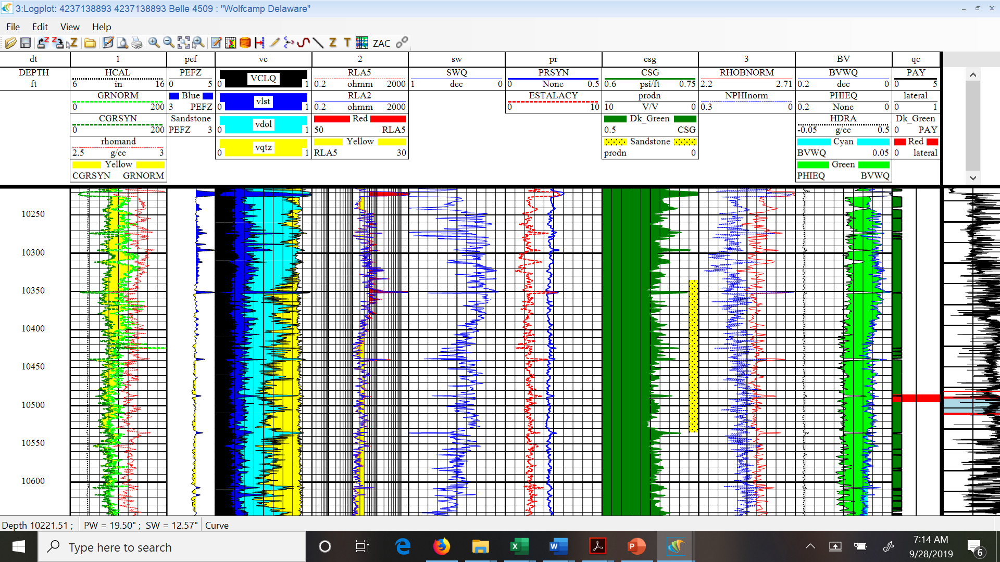 3:Logplot: 4237138893 4237138893 Belle 4509 : "Wolfcamp Delaware"
File Edit View Help
ZAC
dt 1 pef vc 2 sw pr csg 3 BV qc
DEPTH HCAL PEFZ VCLQ RLA5 SWQ PRSYN CSG RHOBNORM BVWQ PAY
ft 6 in 16 0 5 0 1 0.2 ohmm 2000 1 dec 0 0 None 0.5 0.6 psi/ft 0.75 2.2 2.71 0.2 dec 0 0 5
GRNORM Blue vlst RLA2 ESTALACY prodn NPHInorm PHIEQ lateral
0 200 3 PEFZ 0 1 0.2 ohmm 2000 0 10 10 V/V 0 0.3 0 0.2 None 0 0 1
CGRSYN Sandstone vdol Red Dk_Green HDRA Dk_Green
0 200 PEFZ 3 0 1 50 RLA5 0.5 CSG -0.05 g/cc 0.5 0 PAY
rhomand vqtz Yellow Sandstone Cyan Red
2.5 g/cc 3 0 1 RLA5 30 prodn 0 BVWQ 0.05 0 lateral
Yellow Green
CGRSYN GRNORM PHIEQ BVWQ
10250
10300
10350
10400
10450
10500
10550
10600
Depth 10221.51 ; PW = 19.50" ; SW = 12.57" Curve
Type here to search
7:14 AM
9/28/2019
6